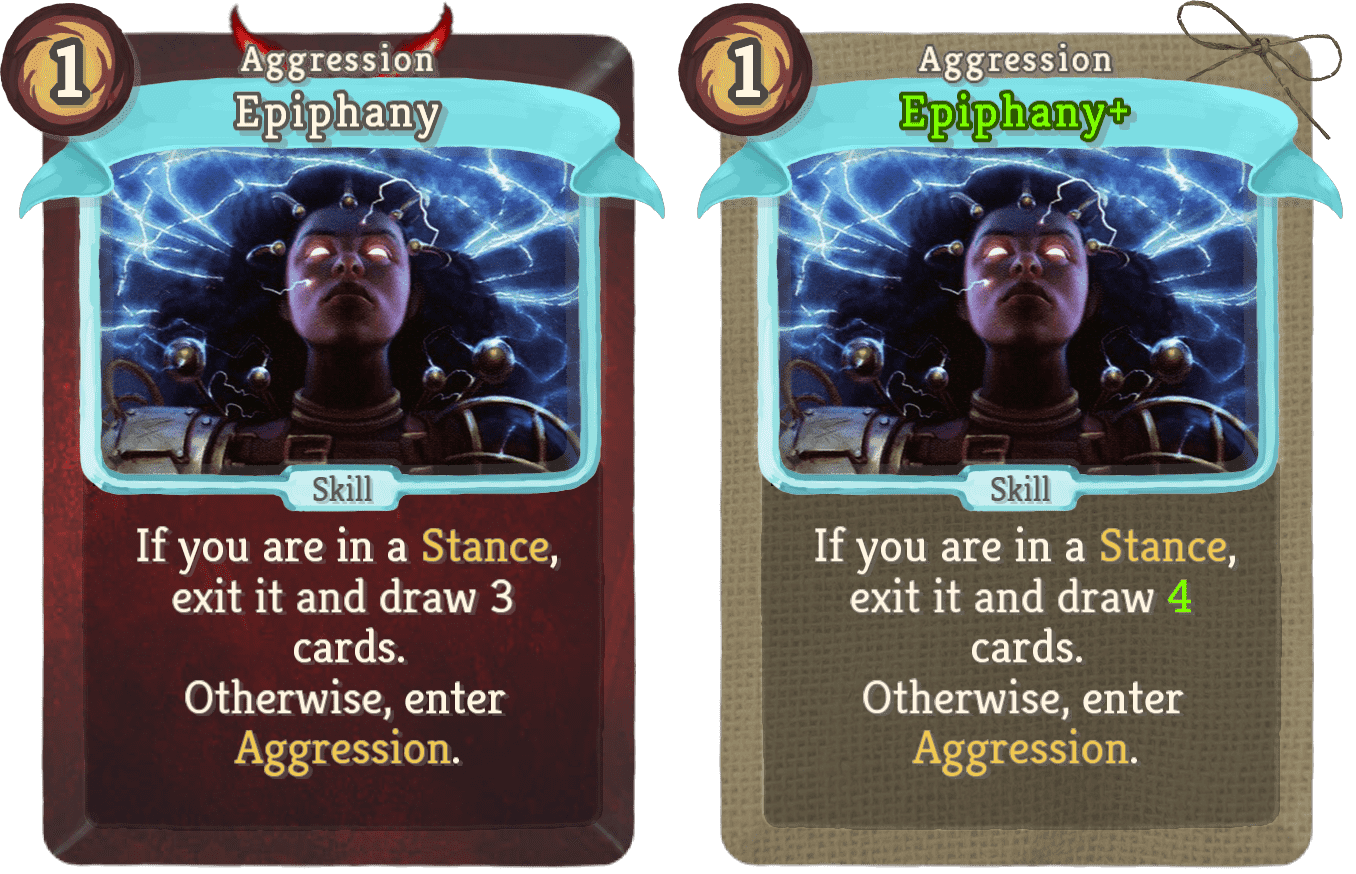 1
Aggression
Epiphany
Skill
If you are in a Stance,
exit it and draw 3
cards.
Otherwise, enter
Aggression.
1
Aggression
Epiphany+
Skill
If you are in a Stance,
exit it and draw 4
cards.
Otherwise, enter
Aggression.